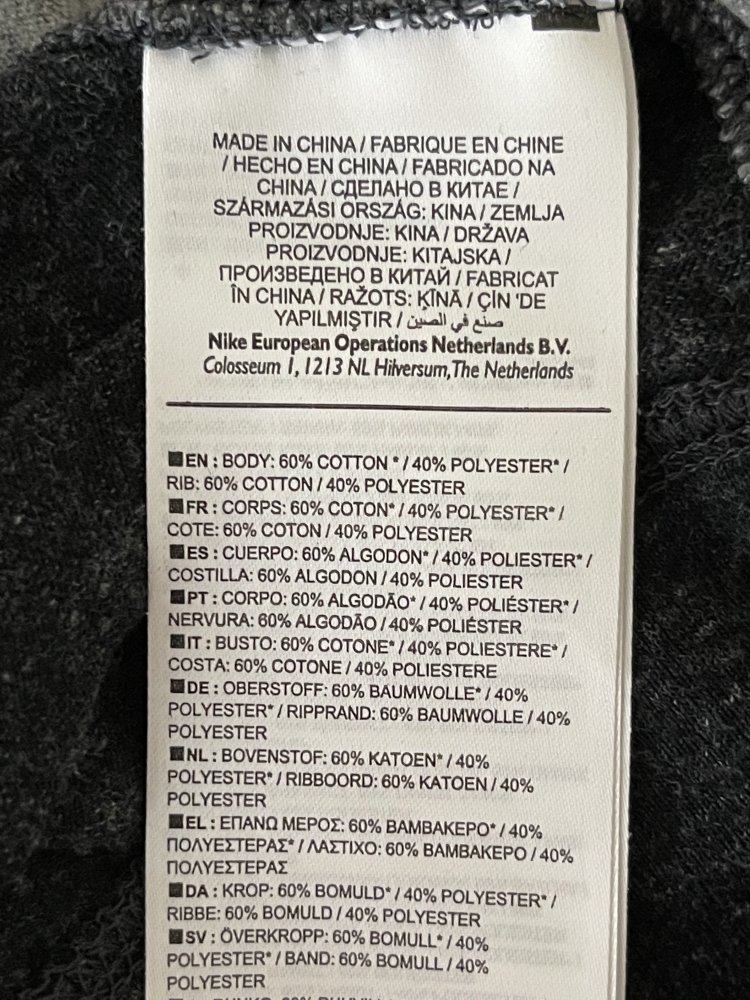 MADE IN CHINA / FABRIQUE EN CHINE
/ HECHO EN CHINA / FABRICADO NA
CHINA / СДЕЛАНО В КИТАЕ /
SZÁRMAZÁSI ORSZÁG: KINA / ZEMLJA
PROIZVODNJE: KINA / DRŽAVA
PROIZVODNJE: KITAJSKA /
ПРОИЗВЕДЕНО В КИТАЙ / FABRICAT
ÎN CHINA / RAŽOTS: ĶĪNĀ / ÇİN 'DE
YAPILMIŞTIR / صنع في الصين
Nike European Operations Netherlands B.V.
Colosseum 1, 1213 NL Hilversum, The Netherlands
EN : BODY: 60% COTTON * / 40% POLYESTER* /
RIB: 60% COTTON / 40% POLYESTER
FR : CORPS: 60% COTON* / 40% POLYESTER* /
COTE: 60% COTON / 40% POLYESTER
ES : CUERPO: 60% ALGODON* / 40% POLIESTER* /
COSTILLA: 60% ALGODON / 40% POLIESTER
PT : CORPO: 60% ALGODÃO* / 40% POLIÉSTER* /
NERVURA: 60% ALGODÃO / 40% POLIÉSTER
IT : BUSTO: 60% COTONE* / 40% POLIESTERE* /
COSTA: 60% COTONE / 40% POLIESTERE
DE : OBERSTOFF: 60% BAUMWOLLE* / 40%
POLYESTER* / RIPPRAND: 60% BAUMWOLLE / 40%
POLYESTER
NL : BOVENSTOF: 60% KATOEN* / 40%
POLYESTER* / RIBBOORD: 60% KATOEN / 40%
POLYESTER
EL : ΕΠΑΝΩ ΜΕΡΟΣ: 60% ΒΑΜΒΑΚΕΡΟ* / 40%
ΠΟΛΥΕΣΤΕΡΑΣ* / ΛΑΣΤΙΧΟ: 60% ΒΑΜΒΑΚΕΡΟ / 40%
ΠΟΛΥΕΣΤΕΡΑΣ
DA : KROP: 60% BOMULD* / 40% POLYESTER* /
RIBBE: 60% BOMULD / 40% POLYESTER
SV : ÖVERKROPP: 60% BOMULL* / 40%
POLYESTER* / BAND: 60% BOMULL / 40%
POLYESTER